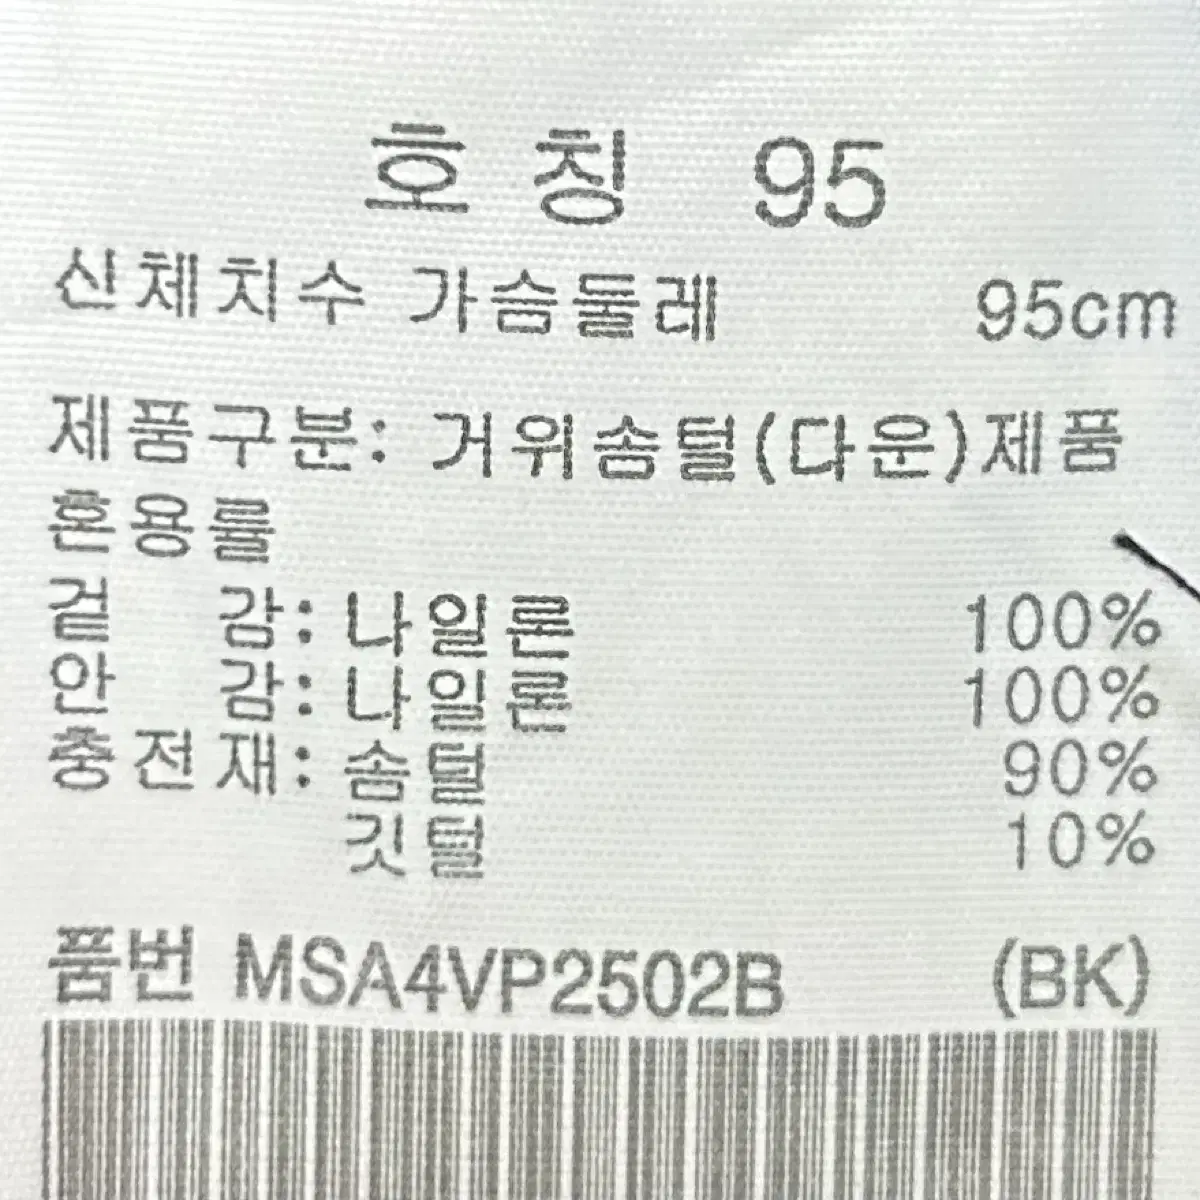 호칭 95
신체치수 가슴둘레 95cm
제품구분: 거위솜털(다운)제품
혼용률
겉 감: 나일론 100%
안 감: 나일론 100%
충전재: 솜털 90%
깃털 10%
품번 MSA4VP2502B (BK)